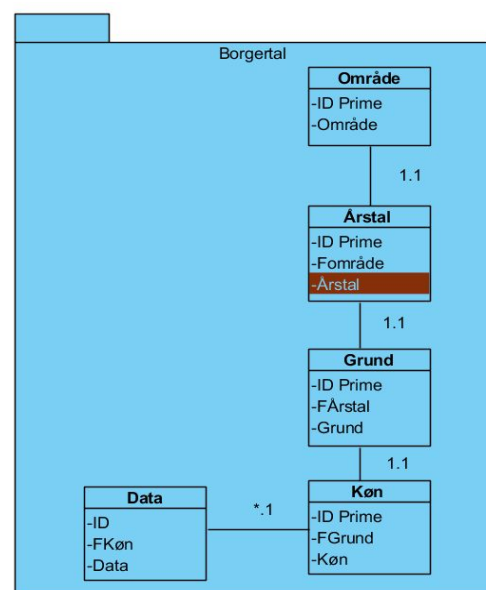 Borgertal
Område
-ID Prime
-Område
1.1
Årstal
-ID Prime
-Fområde
-Årstal
1.1
Grund
-ID Prime
-FÅrstal
-Grund
1.1
Køn
-ID Prime
-FGrund
-Køn
*.1
Data
-ID
-FKøn
-Data